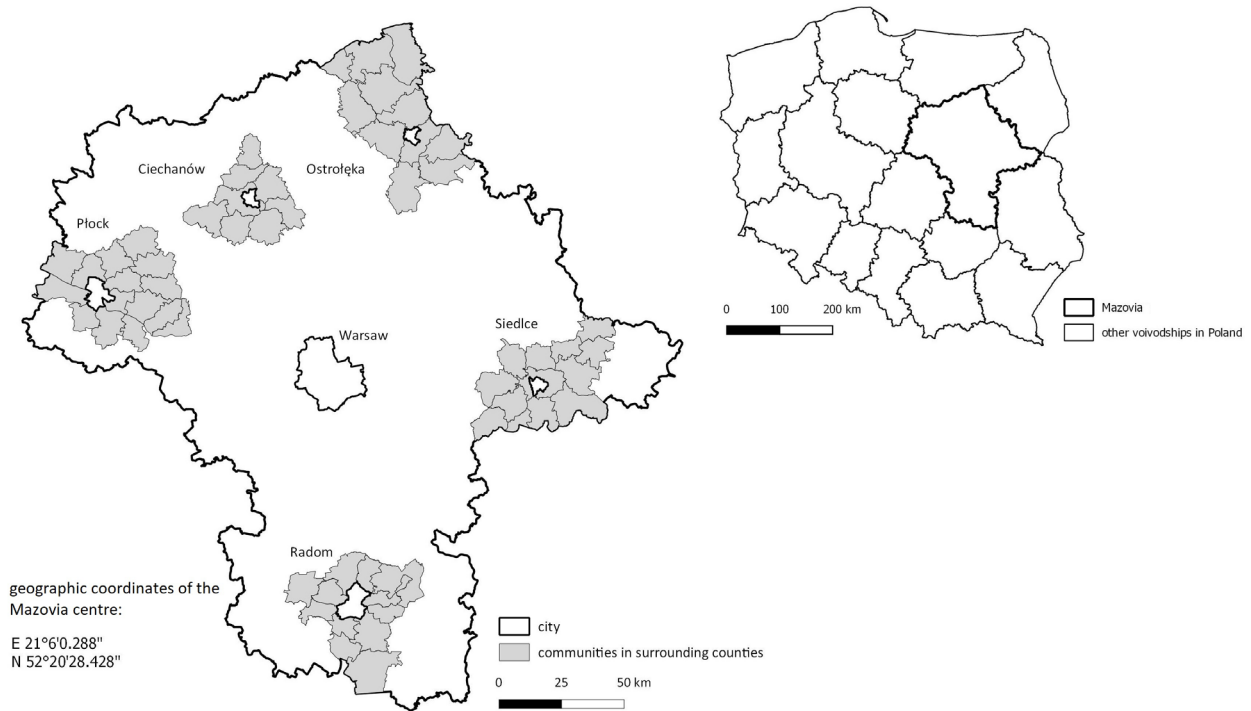 Ciechanów
Ostrołęka
Płock
Warsaw
Siedlce
Radom
geographic coordinates of the
Mazovia centre:
E 21°6'0.288"
N 52°20'28.428"
city
communities in surrounding counties
0 25 50 km
0 100 200 km
Mazovia
other voivodships in Poland